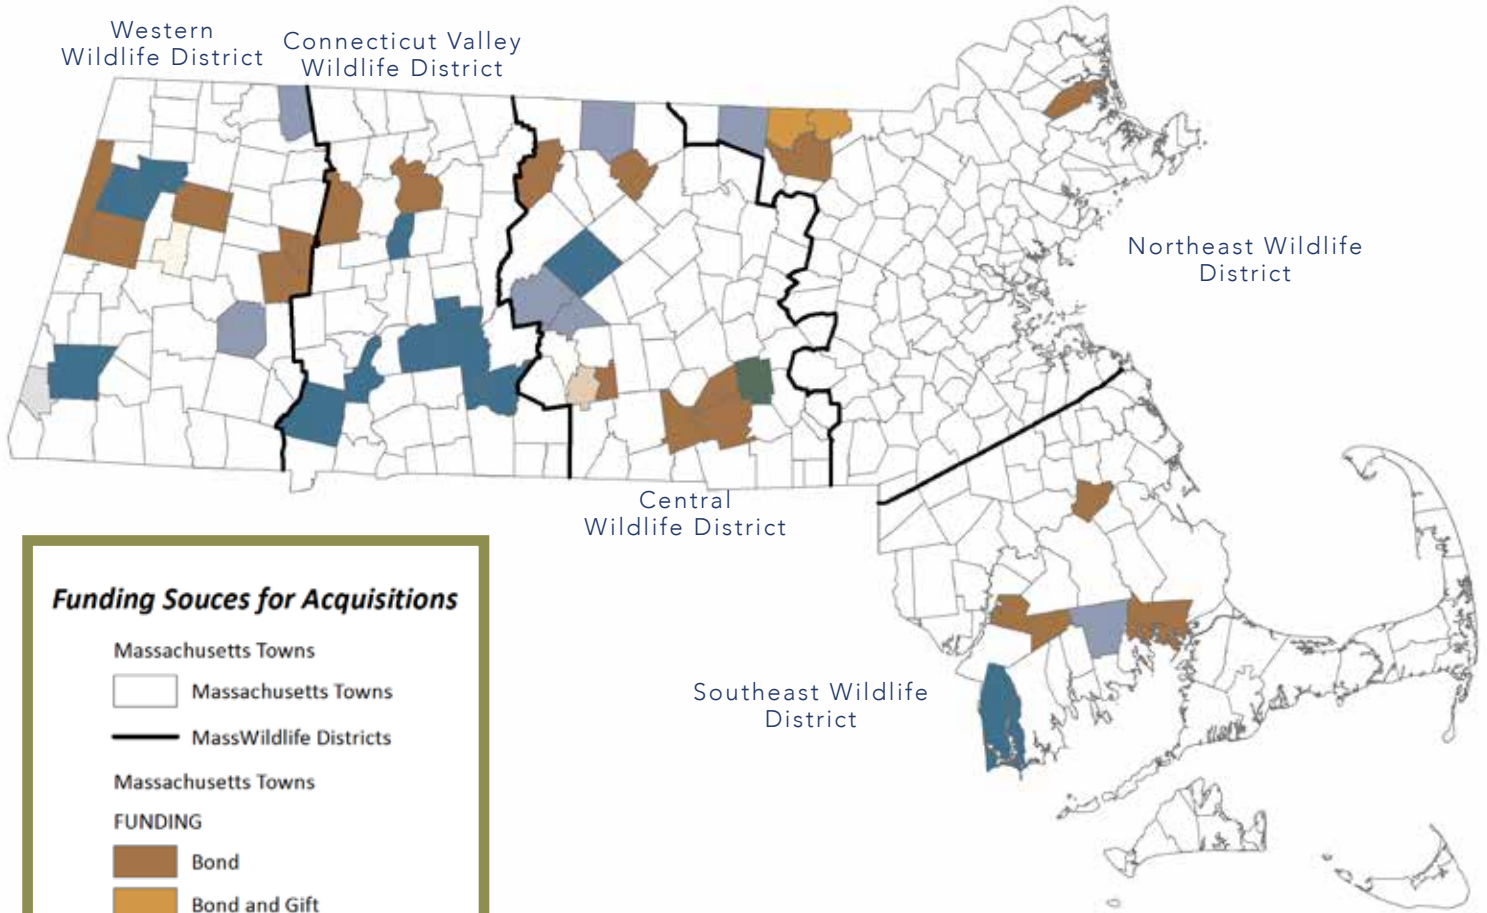 Western
Wildlife District
Connecticut Valley
Wildlife District
Northeast Wildlife
District
Central
Wildlife District
Southeast Wildlife
District
Funding Souces for Acquisitions
Massachusetts Towns
Massachusetts Towns
MassWildlife Districts
Massachusetts Towns
FUNDING
Bond
Bond and Gift